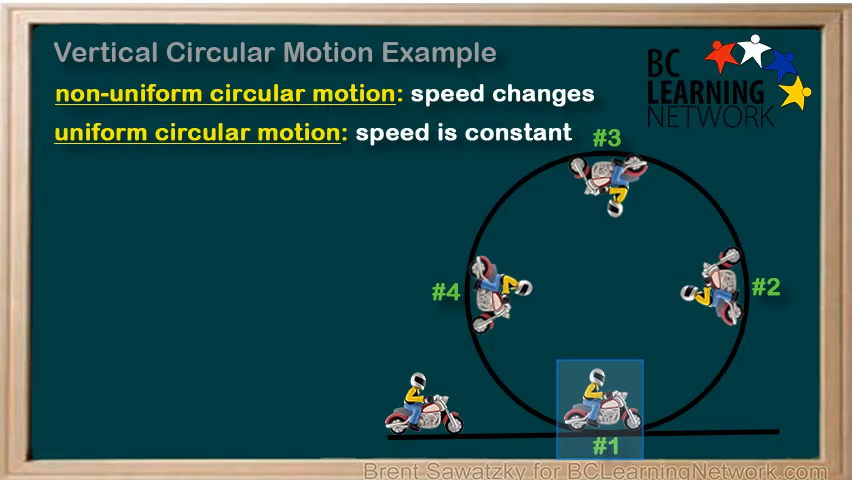 Vertical Circular Motion Example
non-uniform circular motion: speed changes
uniform circular motion: speed is constant
BC
LEARNING
NETWORK
#3
#4
#2
#1
Brent Sawatzky for BCLearningNetwork.com